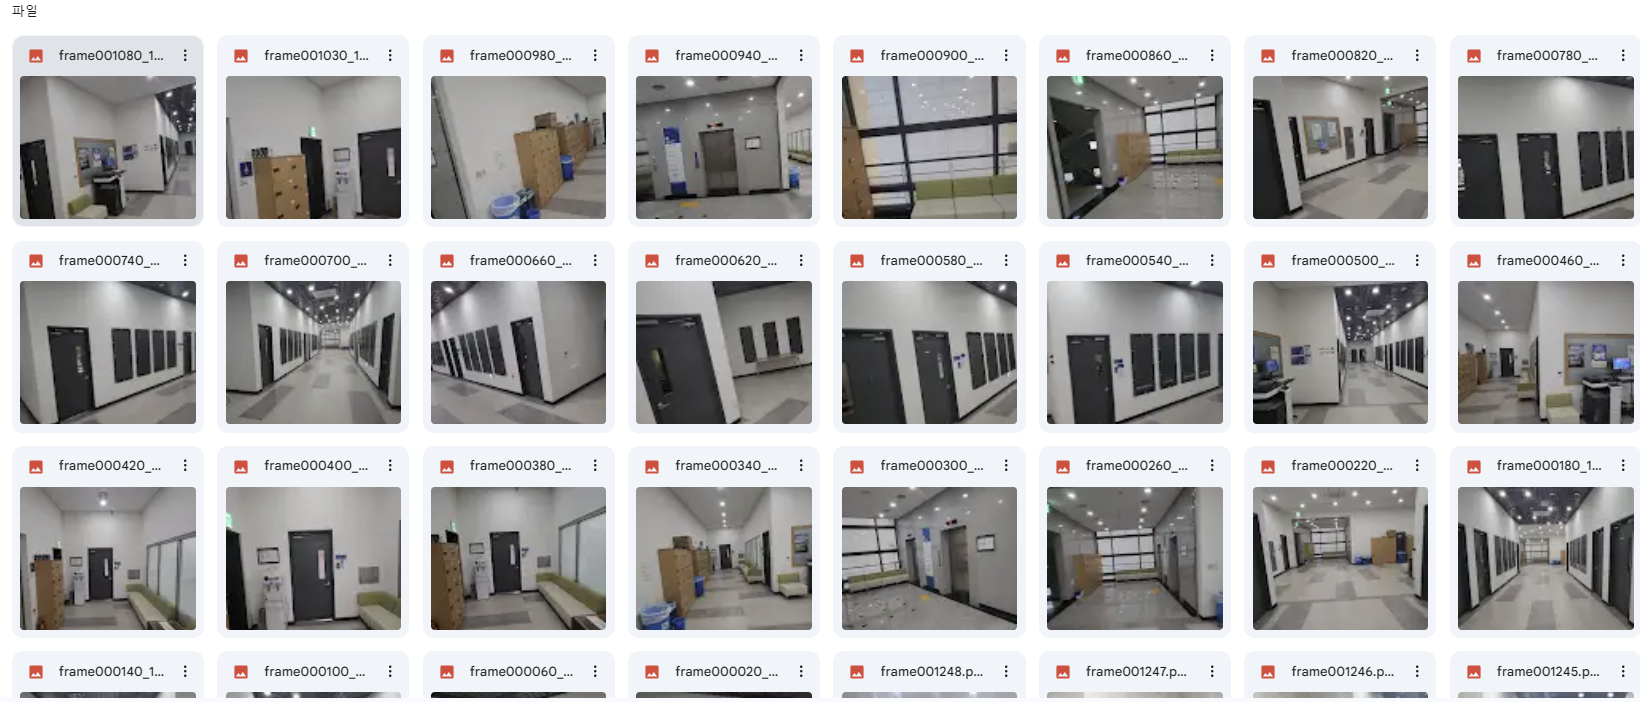 파일
frame001080_1...
frame001030_1...
frame000980_...
frame000940_...
frame000900_...
frame000860_...
frame000820_...
frame000780_...
frame000740_...
frame000700_...
frame000660_...
frame000620_...
frame000580_...
frame000540_...
frame000500_...
frame000460_...
frame000420_...
frame000400_...
frame000380_...
frame000340_...
frame000300_...
frame000260_...
frame000220_...
frame000180_1...
frame000140_1...
frame000100_...
frame000060_...
frame000020_...
frame001248.p...
frame001247.p...
frame001246.p...
frame001245.p...